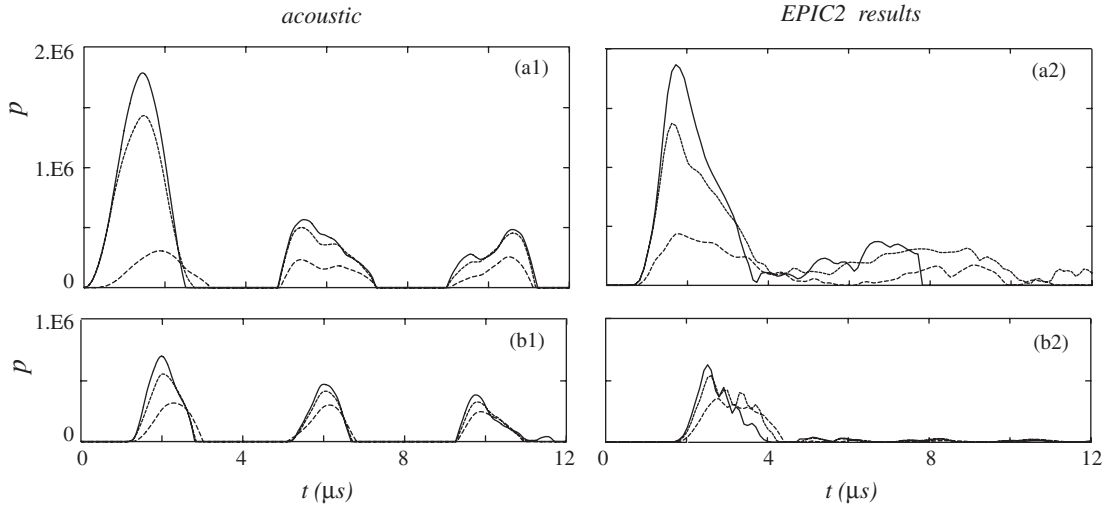 acoustic
EPIC2 results
2.E6
(a1)
(a2)
p
1.E6
0
1.E6
(b1)
(b2)
p
0
0 4 8 12
0 4 8 12
t (μs)
t (μs)